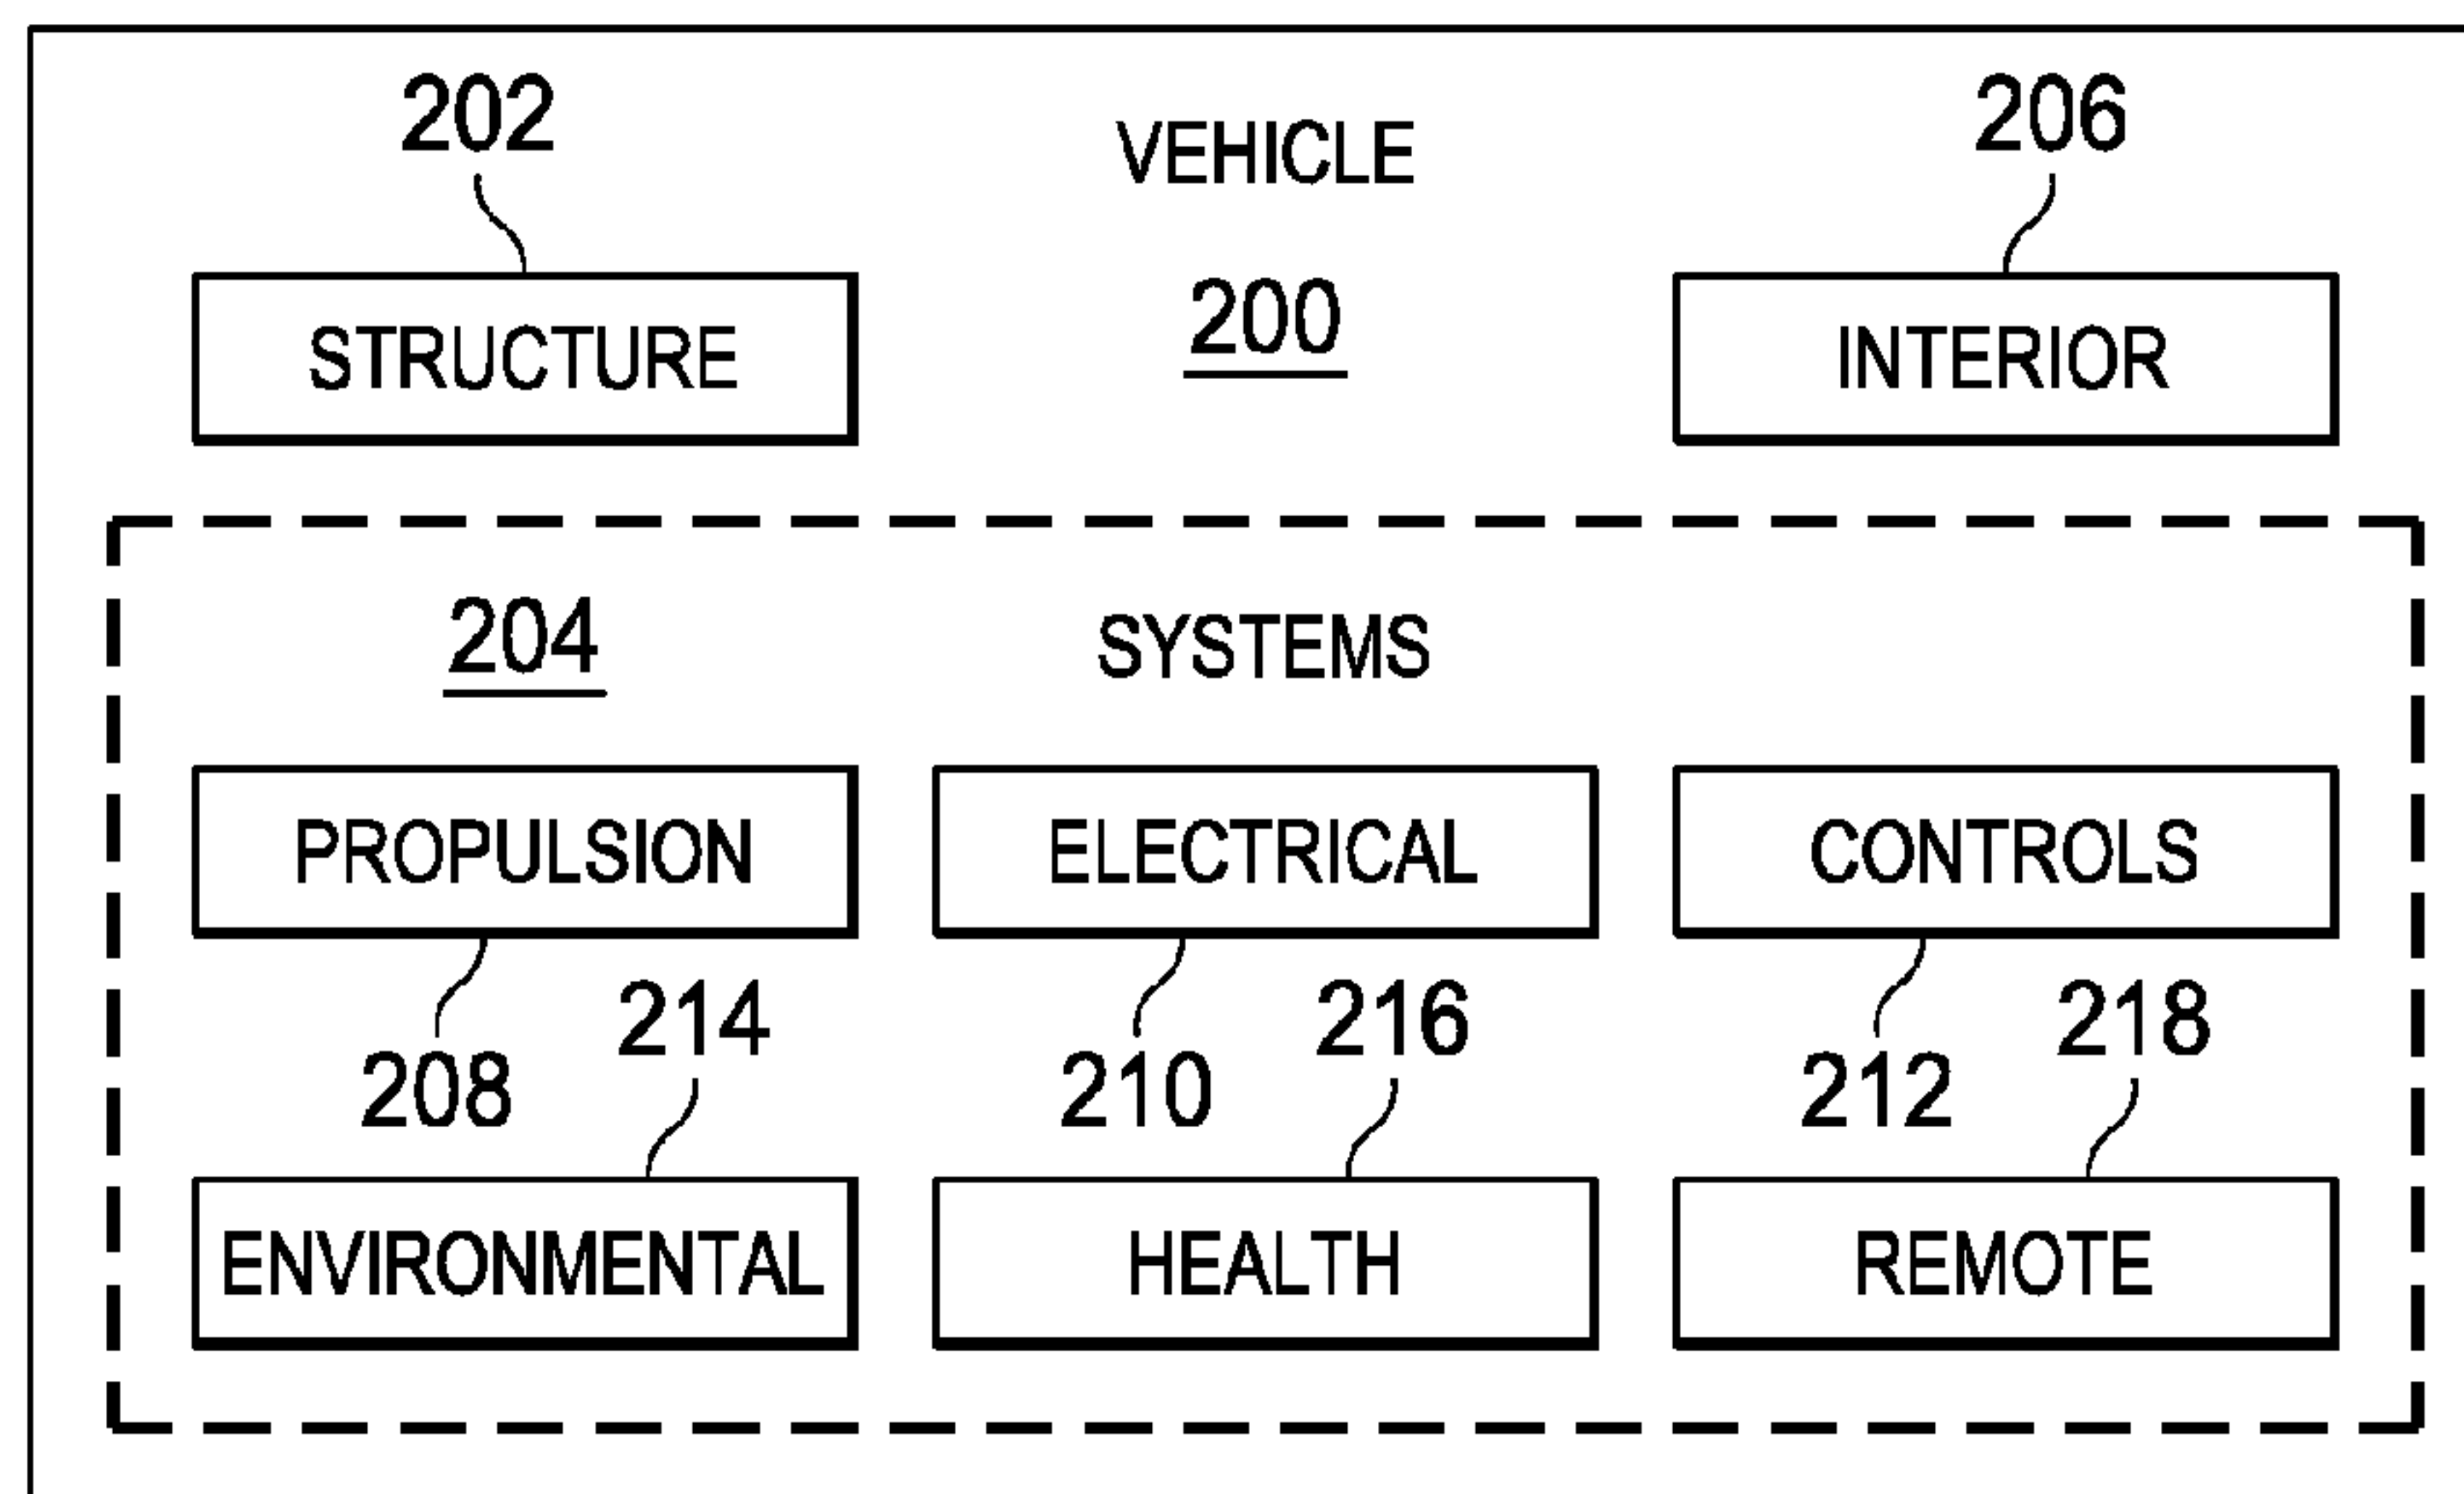 202 VEHICLE 206
200
STRUCTURE INTERIOR
204 SYSTEMS
PROPULSION ELECTRICAL CONTROLS
214 216 218
208 210 212
ENVIRONMENTAL HEALTH REMOTE